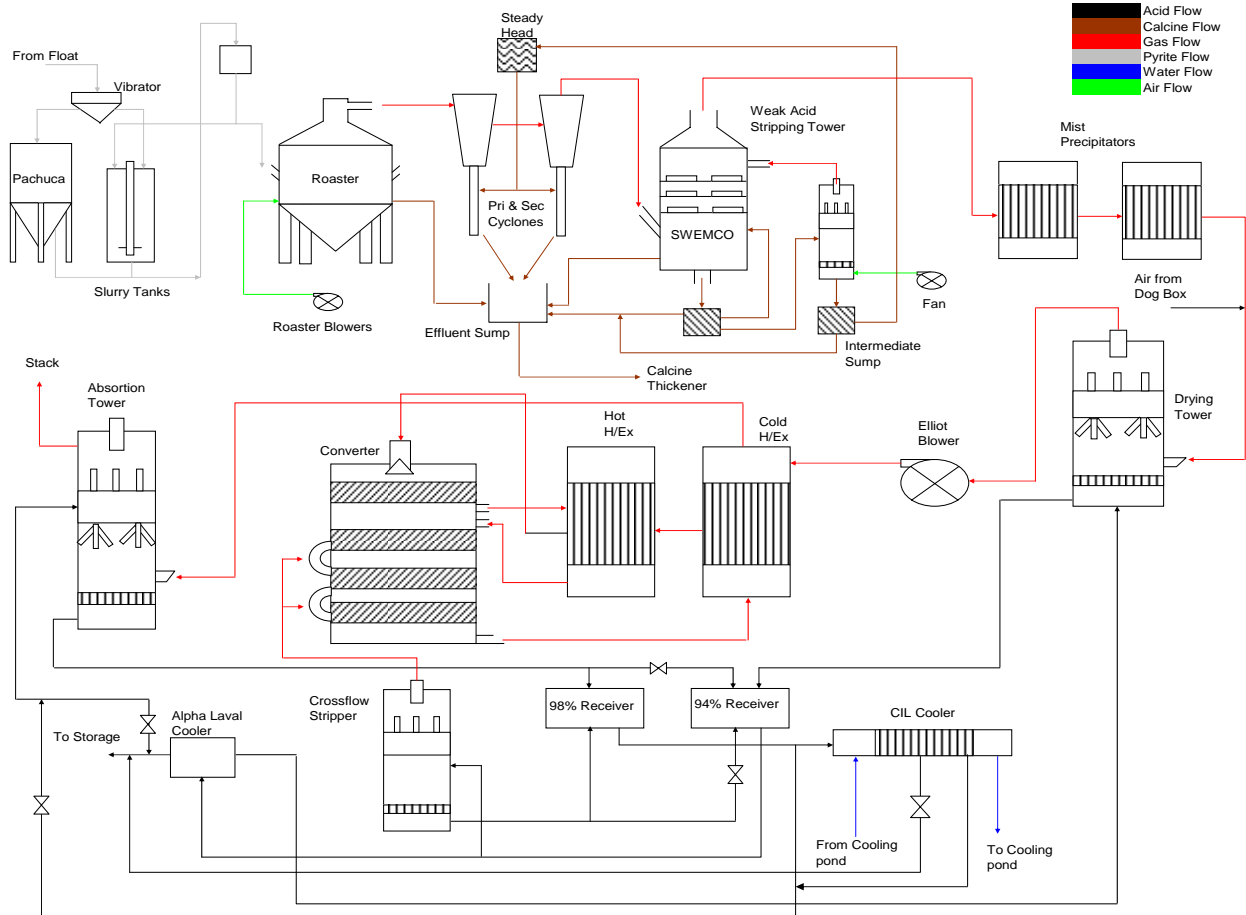 Steady
Head
Acid Flow
Calcine Flow
Gas Flow
Pyrite Flow
Water Flow
Air Flow
From Float
Vibrator
Pachuca
Slurry Tanks
Roaster
Roaster Blowers
Pri & Sec
Cyclones
Effluent Sump
Calcine
Thickener
Weak Acid
Stripping Tower
SWEMCO
Fan
Intermediate
Sump
Mist
Precipitators
Air from
Dog Box
Stack
Absortion
Tower
Converter
Hot
H/Ex
Cold
H/Ex
Elliot
Blower
Drying
Tower
Crossflow
Stripper
98% Receiver
94% Receiver
CIL Cooler
To Storage
Alpha Laval
Cooler
From Cooling
pond
To Cooling
pond